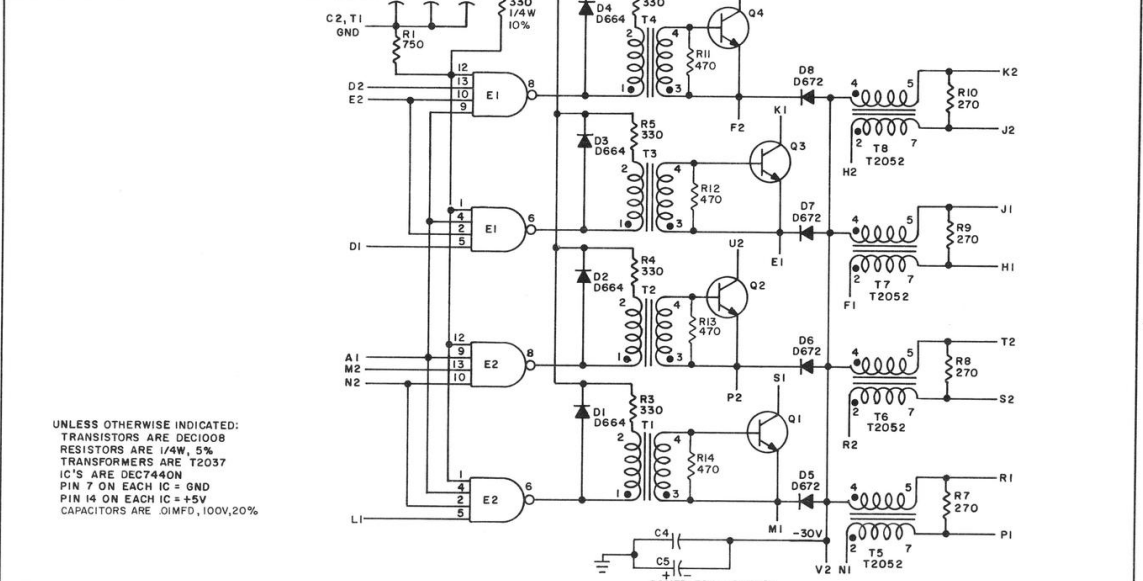 330
1/4W
10%
D4
D664
330
T4
Q4
C2, T1
GND
R1
750
2
4
R11
470
12
13
10
9
D2
E2
E1
8
1
3
F2
D8
D672
K1
4
5
K2
R10
270
J2
2
7
T8
T2052
H2
D3
D664
R5
330
T3
Q3
2
4
R12
470
1
4
2
5
D1
E1
6
1
3
E1
D7
D672
U2
4
5
J1
R9
270
H1
2
7
T7
T2052
F1
D2
D664
R4
330
T2
Q2
2
4
R13
470
12
9
13
10
A1
M2
N2
E2
8
1
3
P2
D6
D672
S1
4
5
T2
R8
270
S2
2
7
T6
T2052
R2
D1
D664
R3
330
T1
Q1
2
4
R14
470
1
4
2
5
L1
E2
6
1
3
M1
D5
D672
4
5
R1
R7
270
P1
2
7
T5
T2052
-30V
V2
N1
C4
C5
+
-
UNLESS OTHERWISE INDICATED:
TRANSISTORS ARE DEC1008
RESISTORS ARE 1/4W, 5%
TRANSFORMERS ARE T2037
IC'S ARE DEC7440N
PIN 7 ON EACH IC = GND
PIN 14 ON EACH IC = +5V
CAPACITORS ARE .01MFD, 100V, 20%